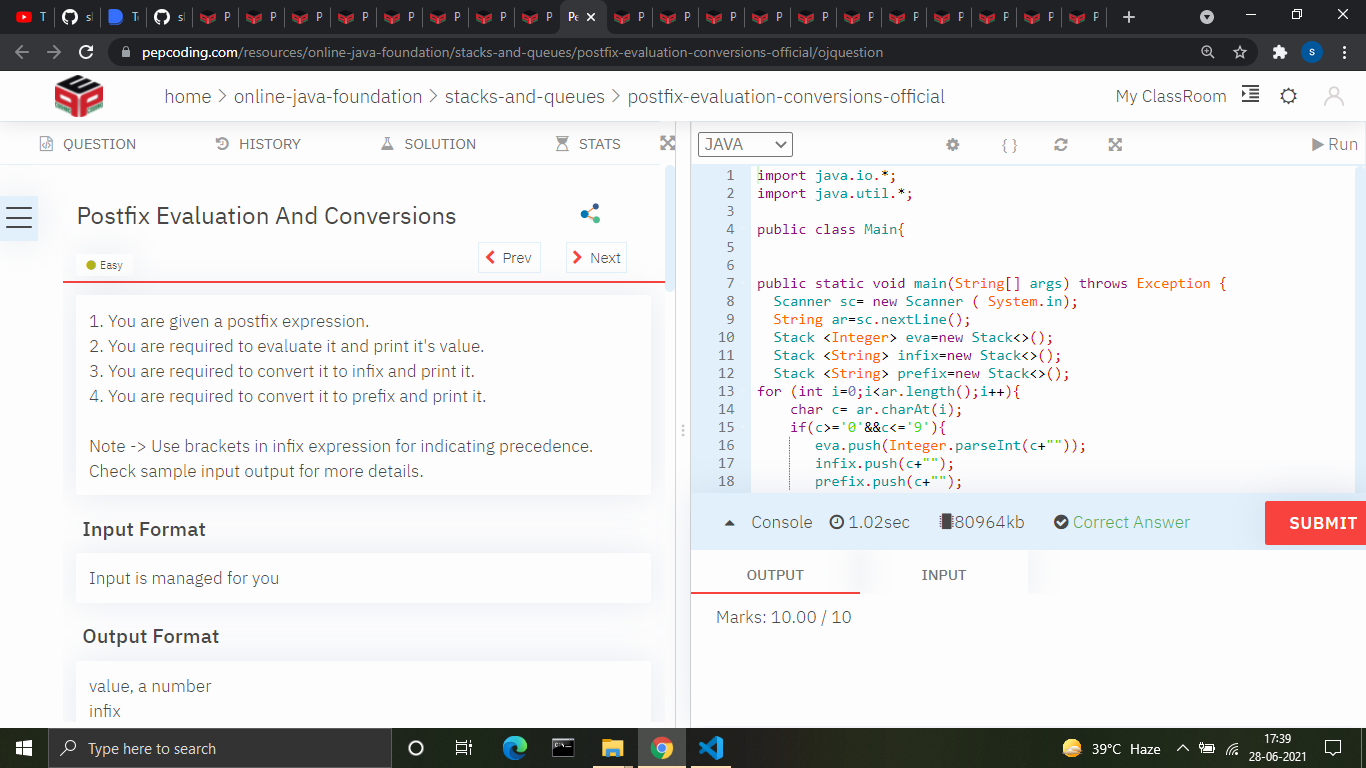 pepcoding.com/resources/online-java-foundation/stacks-and-queues/postfix-evaluation-conversions-official/ojquestion
home > online-java-foundation > stacks-and-queues > postfix-evaluation-conversions-official
My ClassRoom
QUESTION
HISTORY
SOLUTION
STATS
Postfix Evaluation And Conversions
Easy
Prev
Next
1. You are given a postfix expression.
2. You are required to evaluate it and print it's value.
3. You are required to convert it to infix and print it.
4. You are required to convert it to prefix and print it.
Note -> Use brackets in infix expression for indicating precedence.
Check sample input output for more details.
Input Format
Input is managed for you
Output Format
value, a number
infix
JAVA
{ }
Run
1 import java.io.*;
2 import java.util.*;
3
4 public class Main{
5
6
7 public static void main(String[] args) throws Exception {
8 Scanner sc= new Scanner ( System.in);
9 String ar=sc.nextLine();
10 Stack <Integer> eva=new Stack<>();
11 Stack <String> infix=new Stack<>();
12 Stack <String> prefix=new Stack<>();
13 for (int i=0;i<ar.length();i++){
14 char c= ar.charAt(i);
15 if(c>='0'&&c<='9'){
16 eva.push(Integer.parseInt(c+""));
17 infix.push(c+"");
18 prefix.push(c+"");
Console 1.02sec 80964kb Correct Answer
SUBMIT
OUTPUT
INPUT
Marks: 10.00 / 10
Type here to search
39°C Haze
17:39
28-06-2021